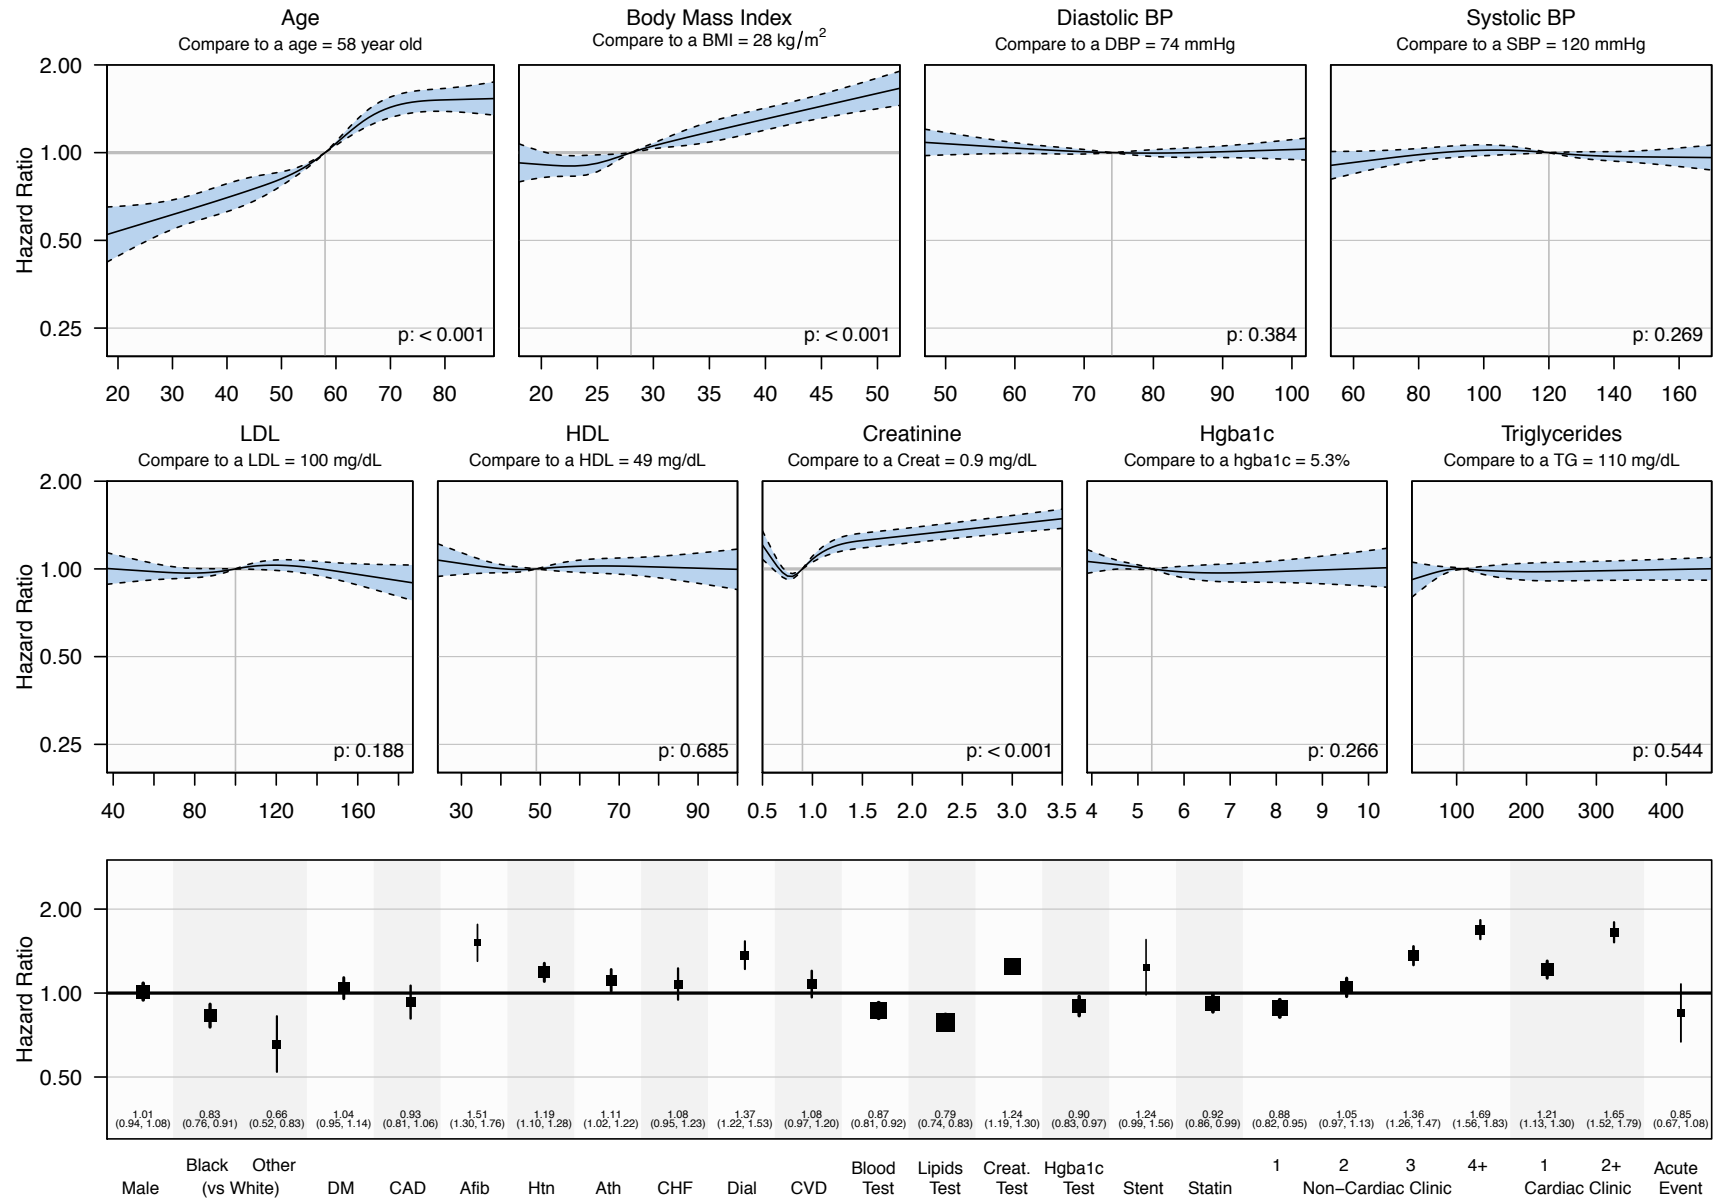 Age
Compare to a age = 58 year old
Body Mass Index
Compare to a BMI = 28 kg/m²
Diastolic BP
Compare to a DBP = 74 mmHg
Systolic BP
Compare to a SBP = 120 mmHg
Hazard Ratio
2.00
1.00
0.50
0.25
p: < 0.001
p: < 0.001
p: 0.384
p: 0.269
20 30 40 50 60 70 80
20 25 30 35 40 45 50
50 60 70 80 90 100
60 80 100 120 140 160
LDL
Compare to a LDL = 100 mg/dL
HDL
Compare to a HDL = 49 mg/dL
Creatinine
Compare to a Creat = 0.9 mg/dL
Hgba1c
Compare to a hgba1c = 5.3%
Triglycerides
Compare to a TG = 110 mg/dL
Hazard Ratio
2.00
1.00
0.50
0.25
p: 0.188
p: 0.685
p: < 0.001
p: 0.266
p: 0.544
40 80 120 160
30 50 70 90
0.5 1.0 1.5 2.0 2.5 3.0 3.5
4 5 6 7 8 9 10
100 200 300 400
Hazard Ratio
2.00
1.00
0.50
1.01 0.83 0.66 1.04 0.93 1.51 1.19 1.11 1.08 1.37 1.08 0.87 0.79 1.24 0.90 1.24 0.92 0.88 1.05 1.36 1.69 1.21 1.65 0.85
(0.94, 1.08) (0.76, 0.91) (0.52, 0.83) (0.95, 1.14) (0.81, 1.06) (1.30, 1.76) (1.10, 1.28) (1.02, 1.22) (0.95, 1.23) (1.22, 1.53) (0.97, 1.20) (0.81, 0.92) (0.74, 0.83) (1.19, 1.30) (0.83, 0.97) (0.99, 1.56) (0.86, 0.99) (0.82, 0.95) (0.97, 1.13) (1.26, 1.47) (1.56, 1.83) (1.13, 1.30) (1.52, 1.79) (0.67, 1.08)
Black Other Blood Lipids Creat. Hgba1c 1 2 3 4+ 1 2+ Acute
Male (vs White) DM CAD Afib Htn Ath CHF Dial CVD Test Test Test Test Stent Statin Non−Cardiac Clinic Cardiac Clinic Event